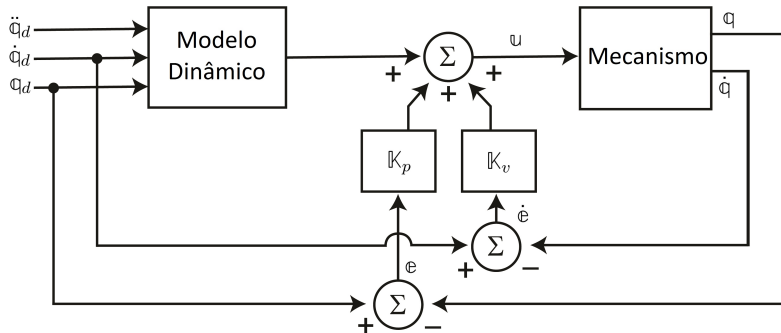 q̈d
q̇d
qd
Modelo
Dinâmico
Σ
+
+
+
u
Mecanismo
q
q̇
𝕂p
𝕂v
ė
Σ
+
−
e
Σ
+
−